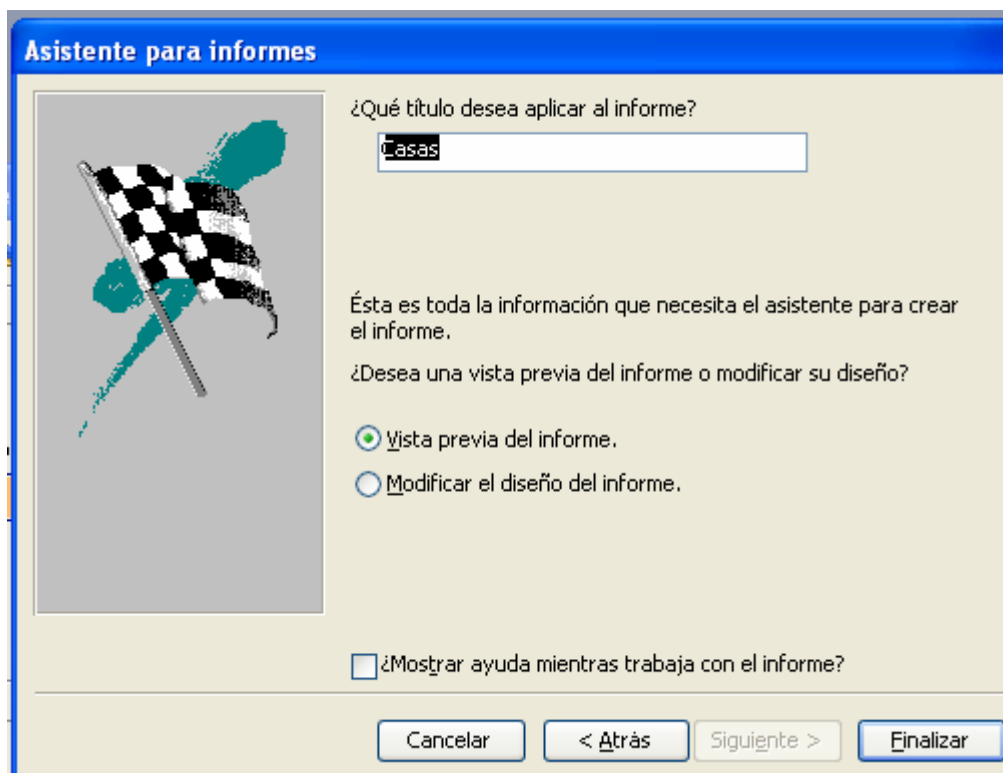 Asistente para informes
¿Qué título desea aplicar al informe?
Casas
Ésta es toda la información que necesita el asistente para crear
el informe.
¿Desea una vista previa del informe o modificar su diseño?
Vista previa del informe.
Modificar el diseño del informe.
¿Mostrar ayuda mientras trabaja con el informe?
Cancelar < Atrás Siguiente > Finalizar